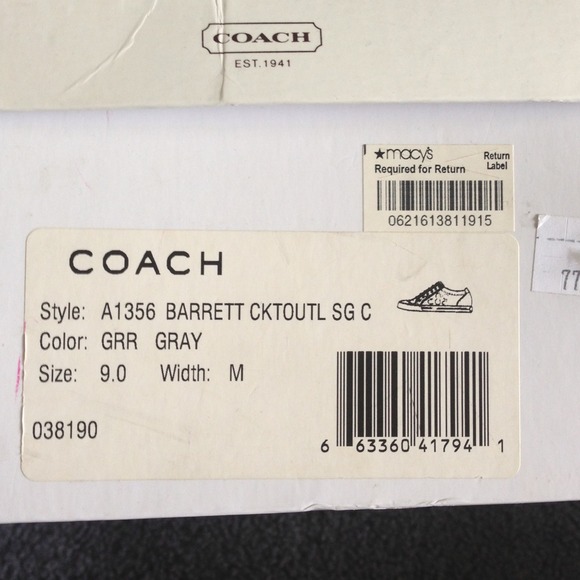 COACH
EST.1941
★macy's Return
Required for Return Label
0621613811915
77
COACH
Style: A1356 BARRETT CKTOUTL SG C
Color: GRR GRAY
Size: 9.0 Width: M
038190
6 63360 41794 1